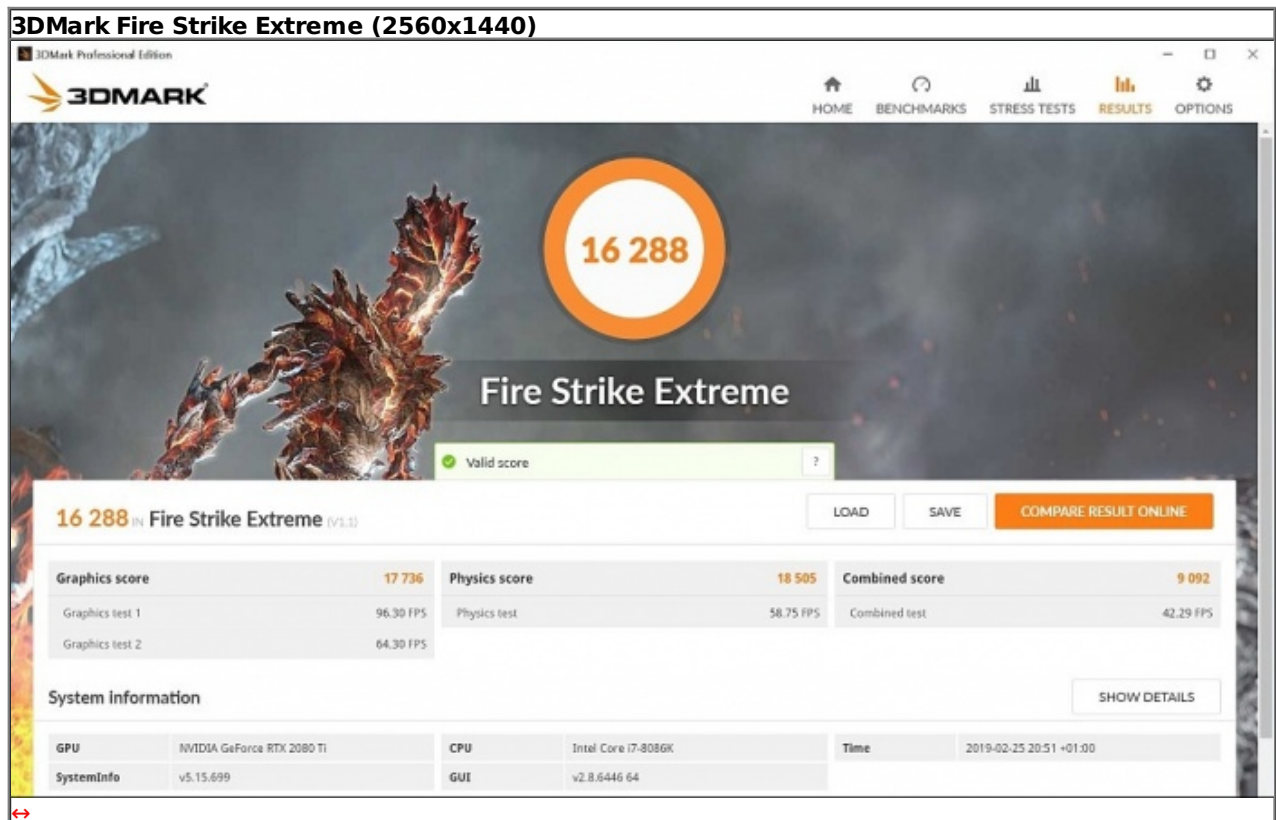 3DMark Fire Strike Extreme (2560x1440)
3DMark Professional Edition
3DMARK
HOME BENCHMARKS STRESS TESTS RESULTS OPTIONS
16 288
Fire Strike Extreme
Valid score ?
16 288 IN Fire Strike Extreme (V1.1) LOAD SAVE COMPARE RESULT ONLINE
Graphics score 17 736 Physics score 18 505 Combined score 9 092
Graphics test 1 96.30 FPS Physics test 58.75 FPS Combined test 42.29 FPS
Graphics test 2 64.30 FPS
System information SHOW DETAILS
GPU NVIDIA GeForce RTX 2080 Ti CPU Intel Core i7-8086K Time 2019-02-25 20:51 +01:00
SystemInfo v5.15.699 GUI v2.8.6446 64